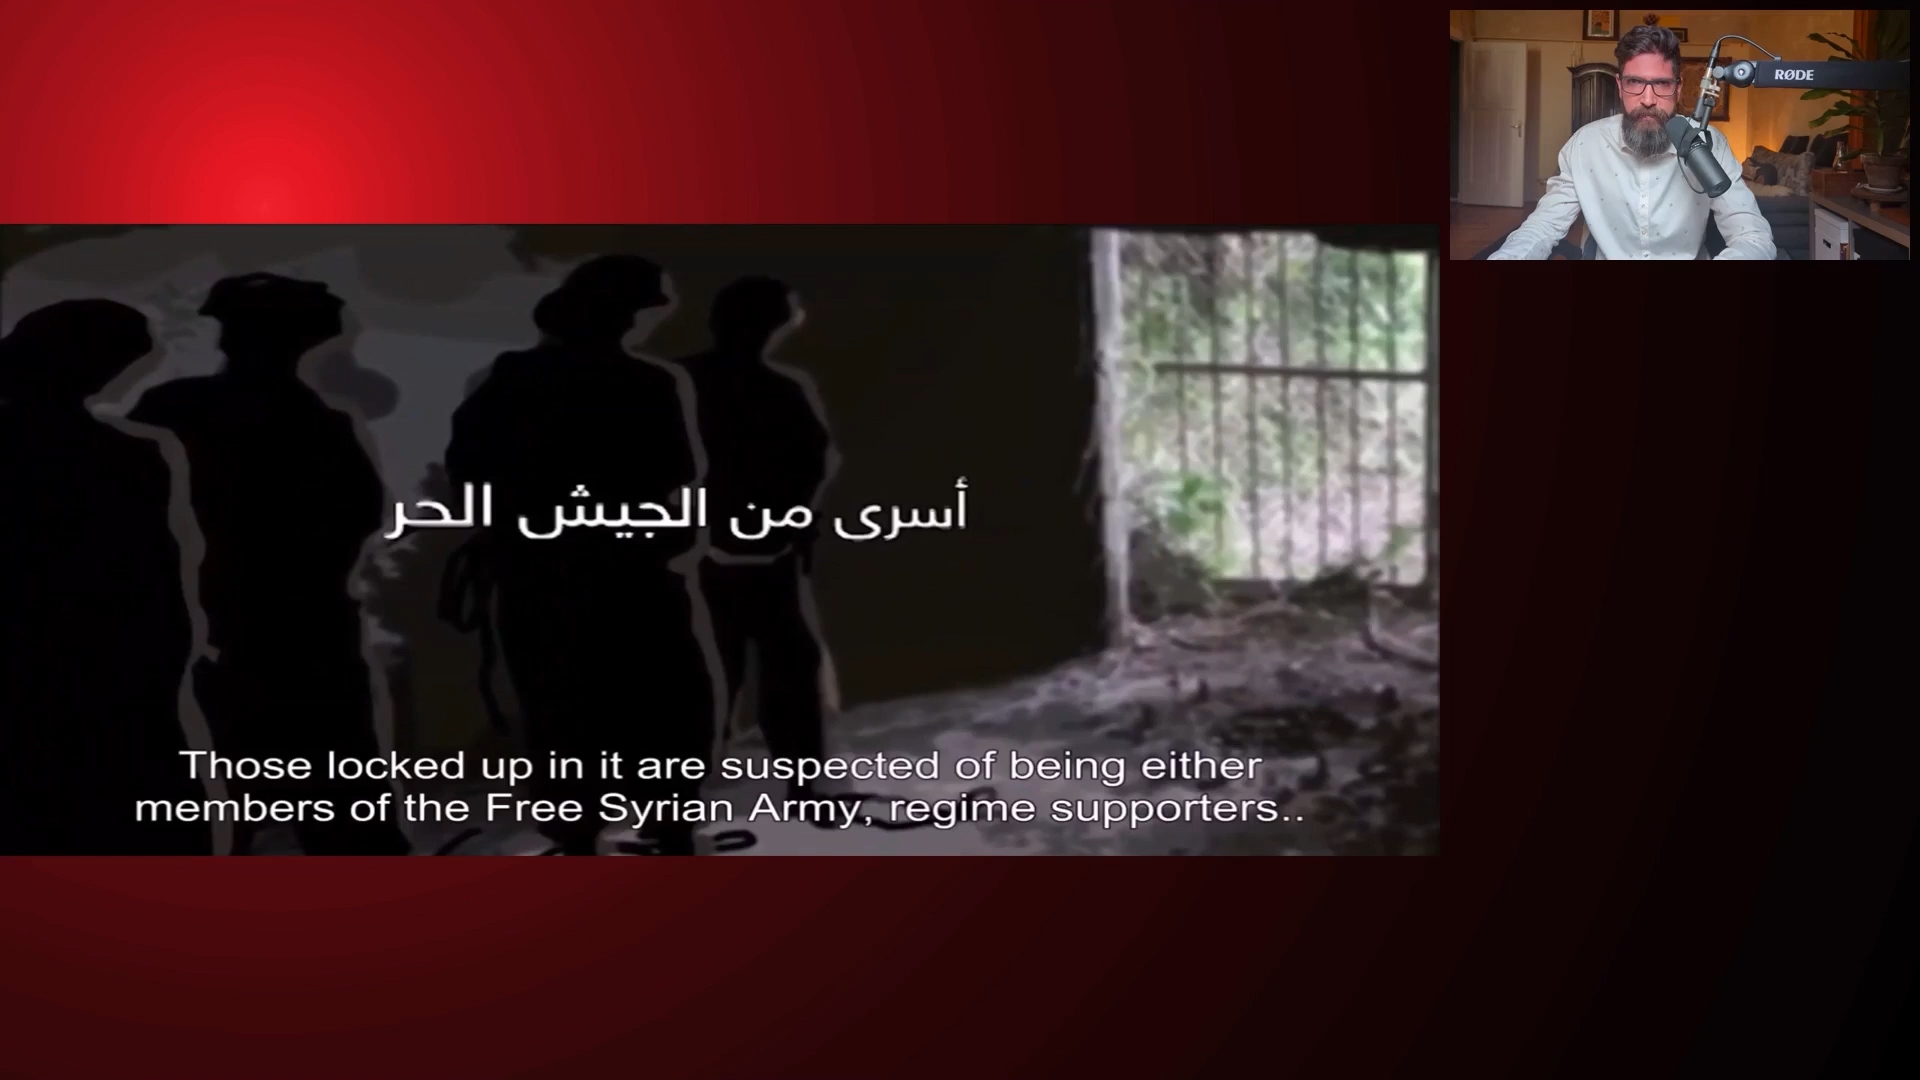 RØDE
أسرى من الجيش الحر
Those locked up in it are suspected of being either
members of the Free Syrian Army, regime supporters..